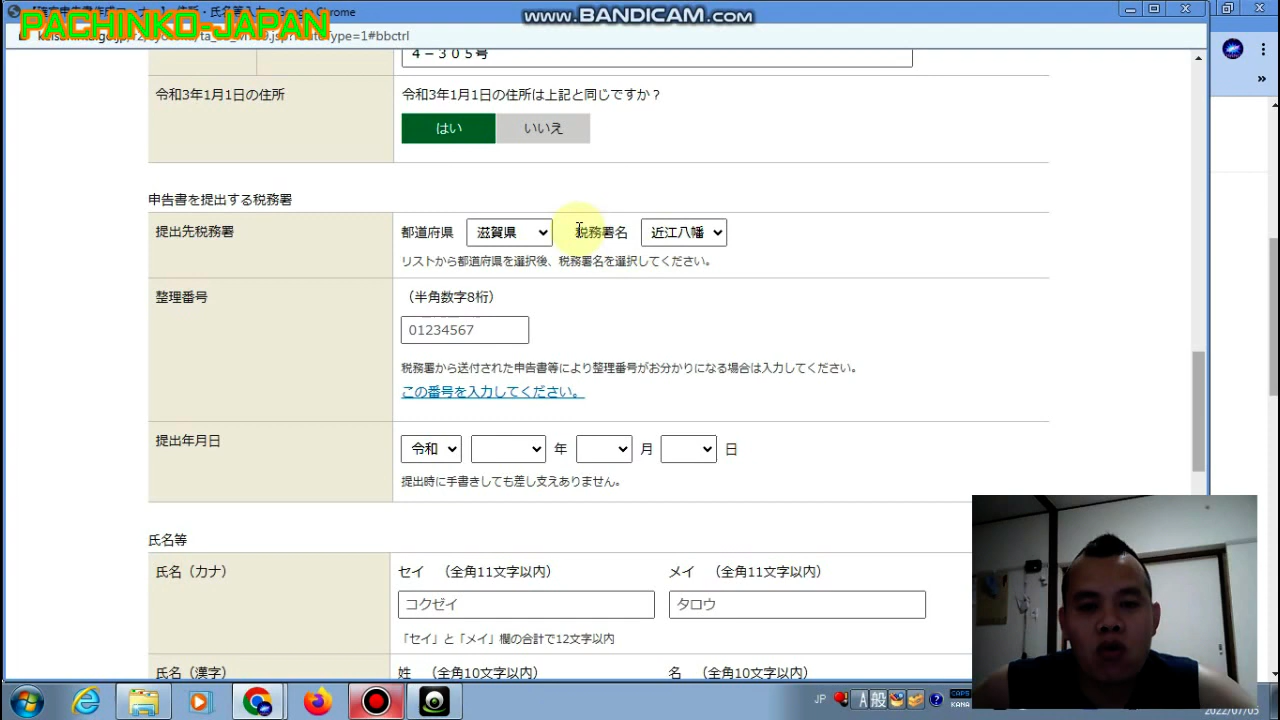 PACHINKO-JAPAN
www.BANDICAM.com
Google Chrome
/ta_
.jsp?
#bbctrl
4－305号
令和3年1月1日の住所
令和3年1月1日の住所は上記と同じですか？
はい
いいえ
申告書を提出する税務署
提出先税務署
都道府県 滋賀県 税務署名 近江八幡
リストから都道府県を選択後、税務署名を選択してください。
整理番号
（半角数字8桁）
01234567
税務署から送付された申告書等により整理番号がお分かりになる場合は入力してください。
この番号を入力してください。
提出年月日
令和 年 月 日
提出時に手書きしても差し支えありません。
氏名等
氏名（カナ）
セイ （全角11文字以内） メイ （全角11文字以内）
コクゼイ タロウ
「セイ」と「メイ」欄の合計で12文字以内
氏名（漢字）
姓 （全角10文字以内） 名 （全角10文字以内）
JP A 般 CAPS
KANA
2022/07/03